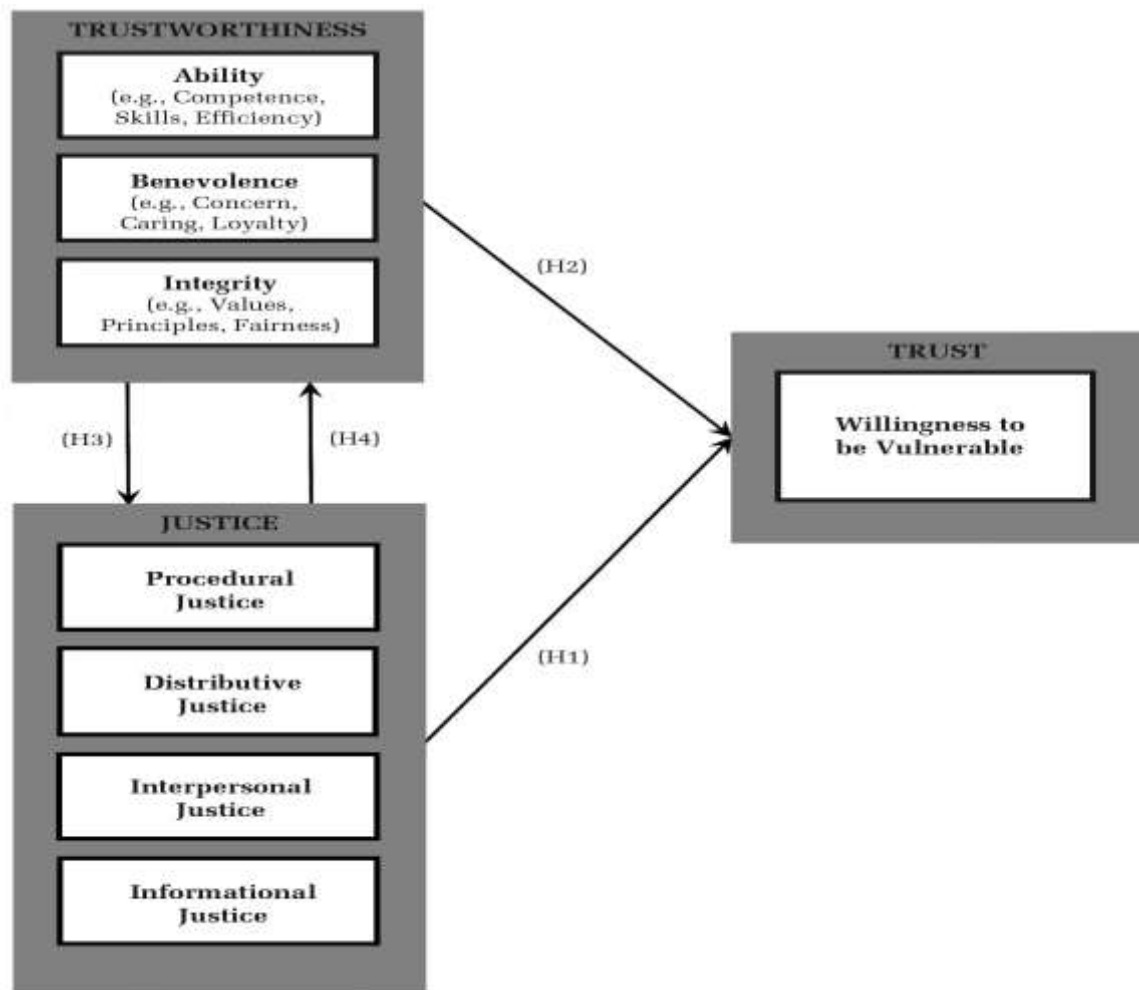 TRUSTWORTHINESS
Ability
(e.g., Competence,
Skills, Efficiency)
Benevolence
(e.g., Concern,
Caring, Loyalty)
Integrity
(e.g., Values,
Principles, Fairness)
(H2)
TRUST
Willingness to
be Vulnerable
(H3)
(H4)
JUSTICE
Procedural
Justice
Distributive
Justice
(H1)
Interpersonal
Justice
Informational
Justice